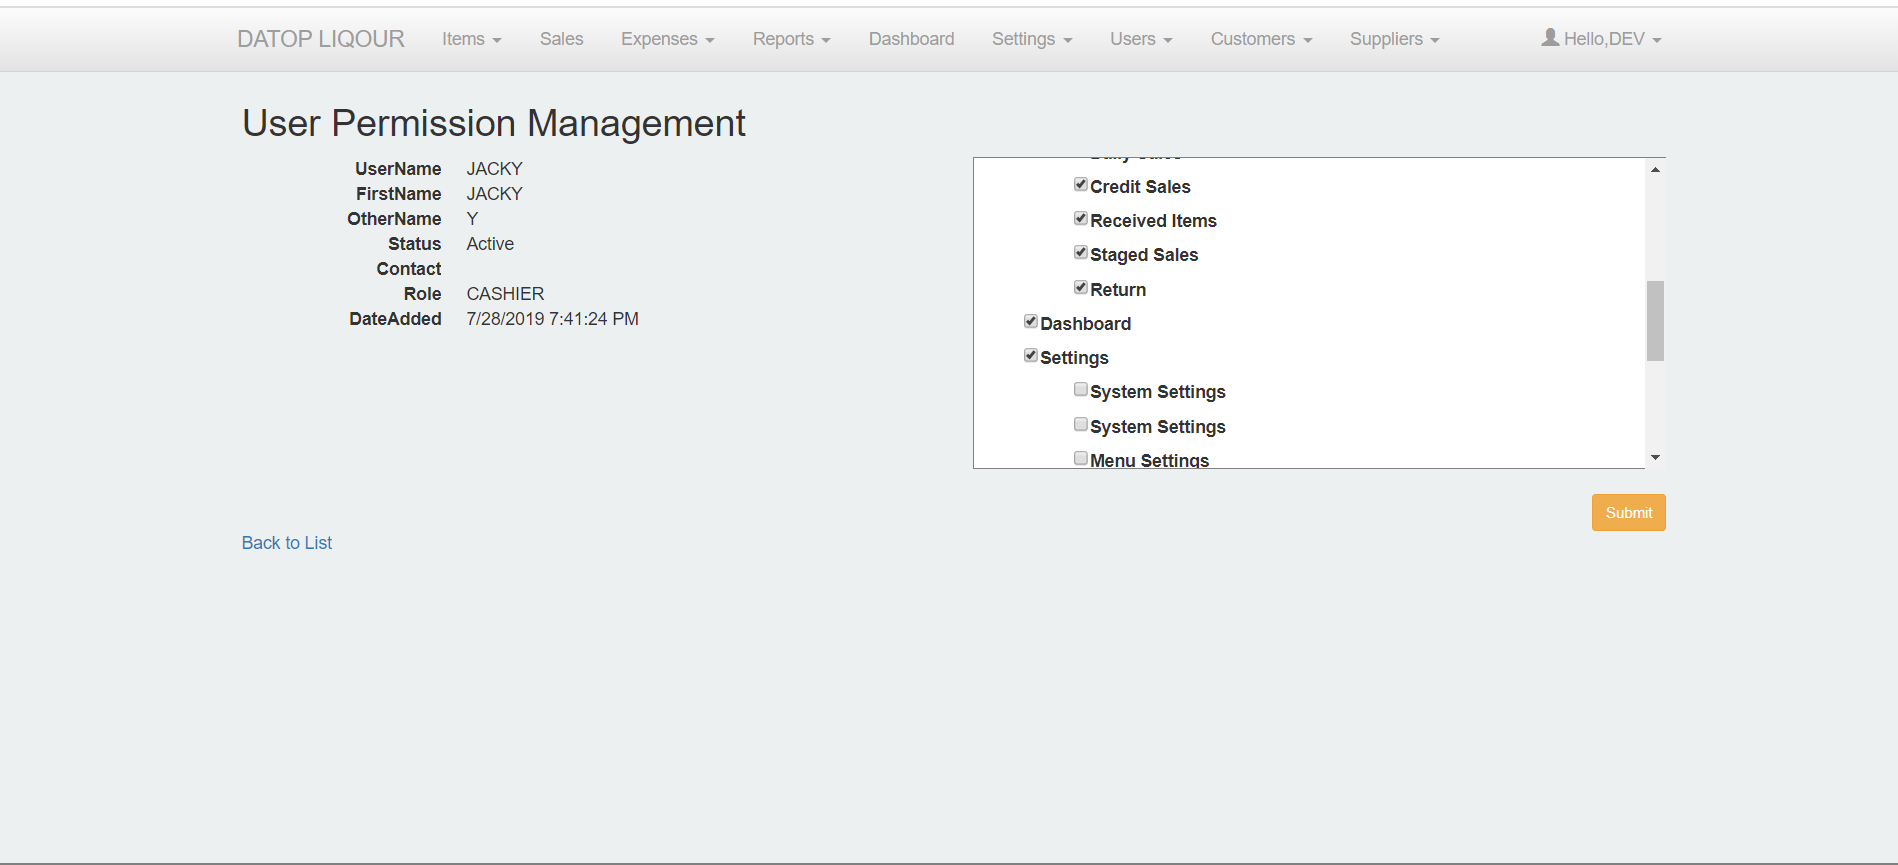 DATOP LIQOUR Items Sales Expenses Reports Dashboard Settings Users Customers Suppliers Hello,DEV
User Permission Management
UserName JACKY
FirstName JACKY
OtherName Y
Status Active
Contact
Role CASHIER
DateAdded 7/28/2019 7:41:24 PM
Credit Sales
Received Items
Staged Sales
Return
Dashboard
Settings
System Settings
System Settings
Menu Settings
Submit
Back to List